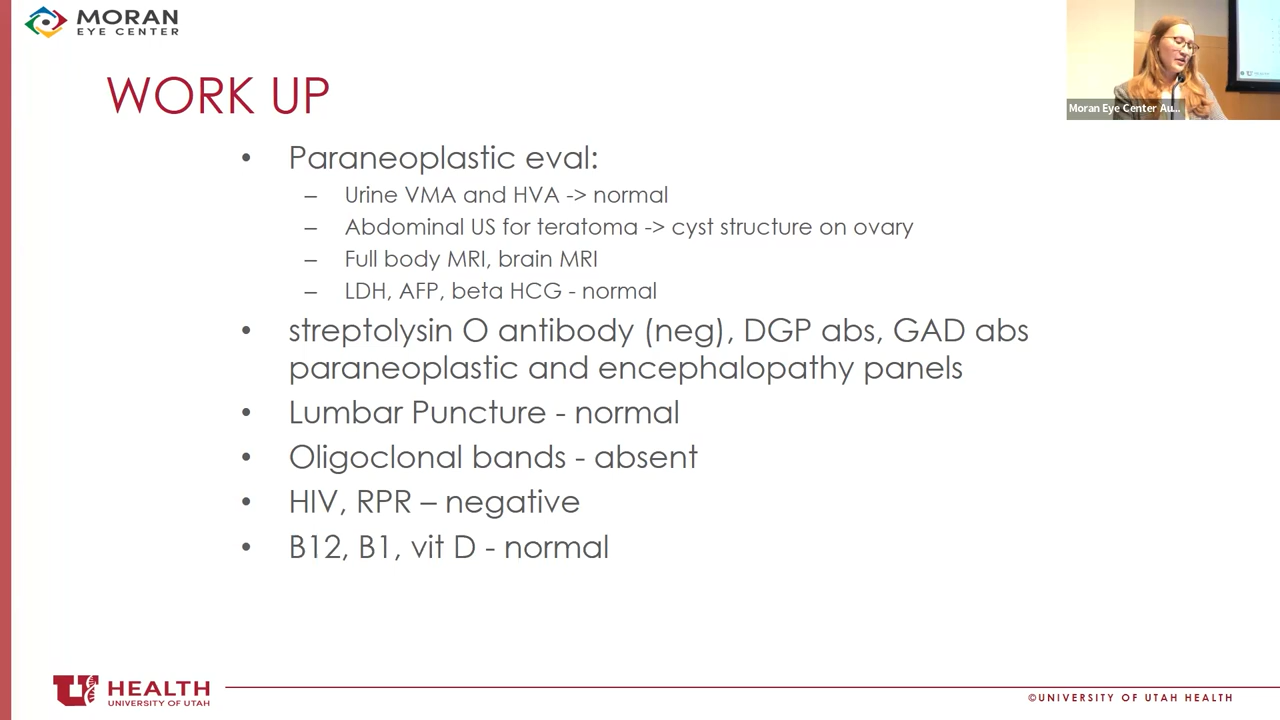 MORAN
EYE CENTER
Moran Eye Center Au...
WORK UP
• Paraneoplastic eval:
– Urine VMA and HVA -> normal
– Abdominal US for teratoma -> cyst structure on ovary
– Full body MRI, brain MRI
– LDH, AFP, beta HCG - normal
• streptolysin O antibody (neg), DGP abs, GAD abs
paraneoplastic and encephalopathy panels
• Lumbar Puncture - normal
• Oligoclonal bands - absent
• HIV, RPR – negative
• B12, B1, vit D - normal
U HEALTH
UNIVERSITY OF UTAH
©UNIVERSITY OF UTAH HEALTH